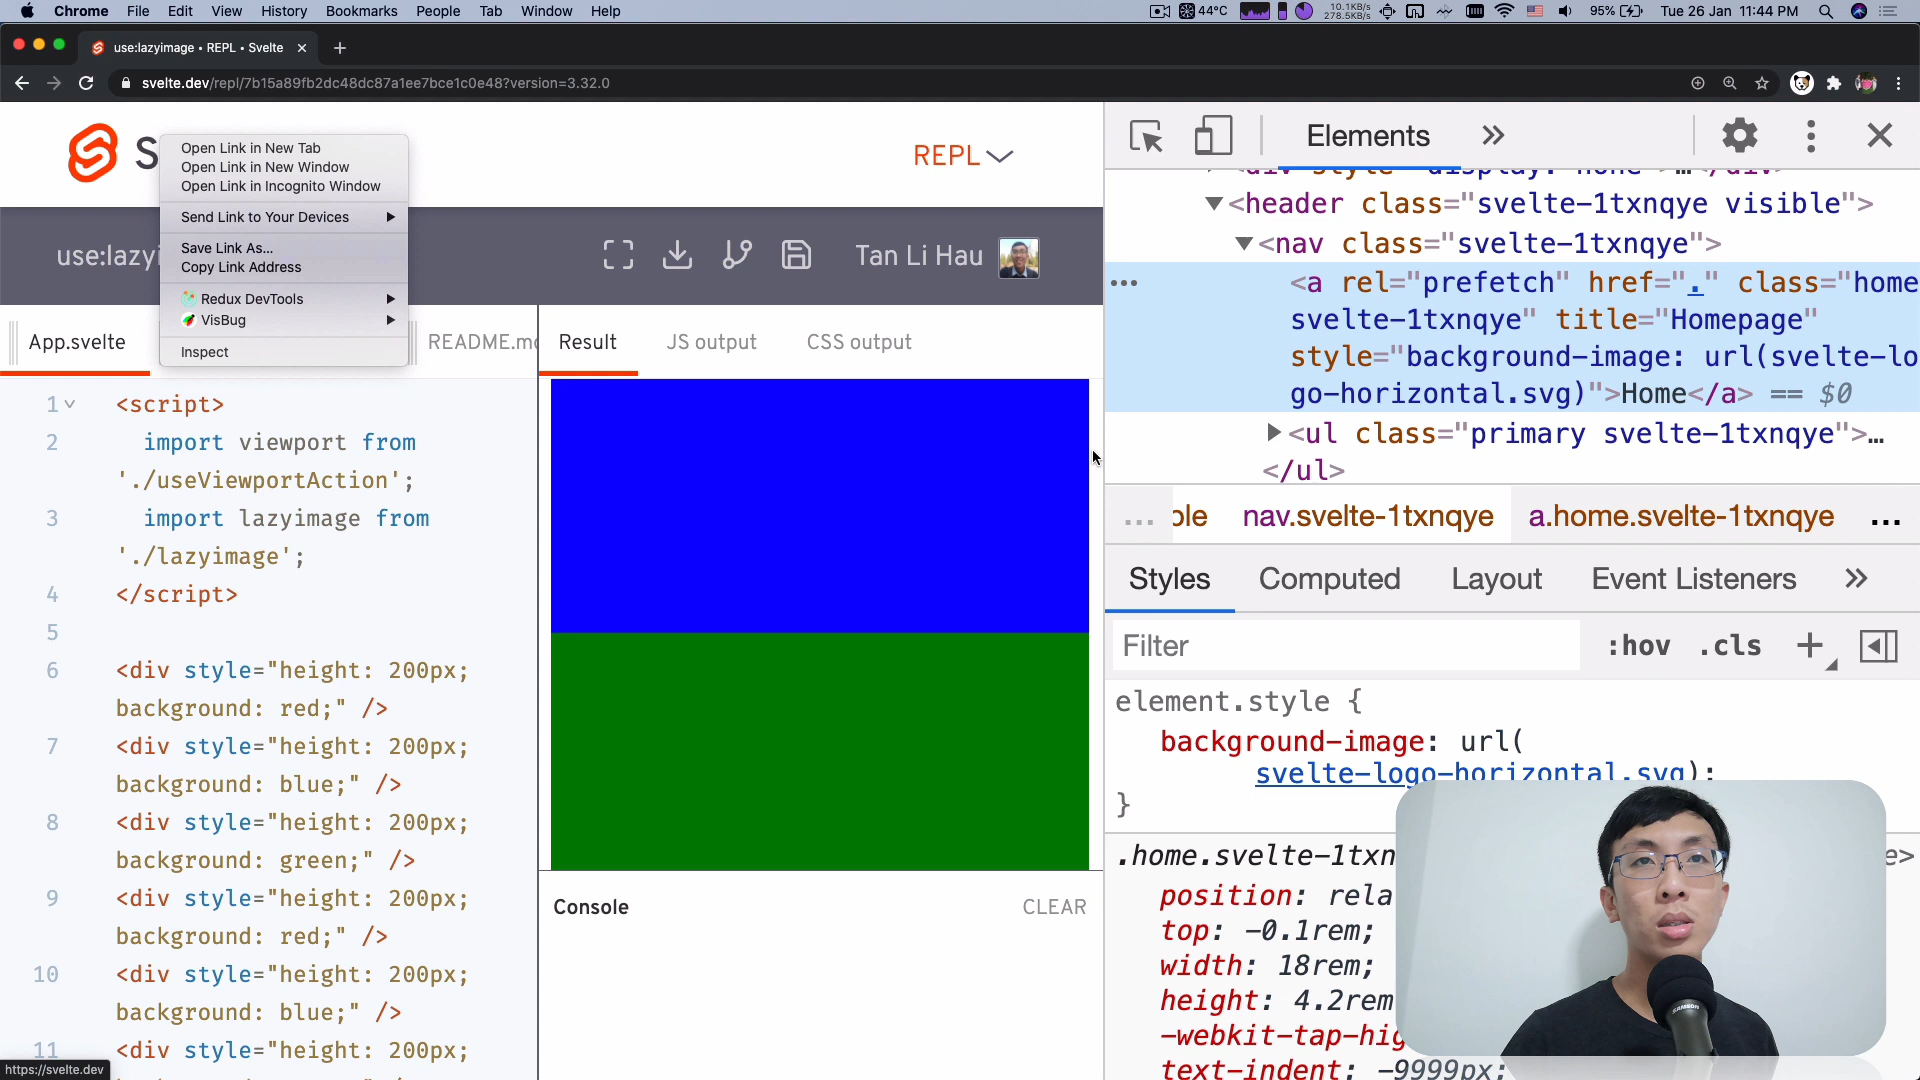 Chrome File Edit View History Bookmarks People Tab Window Help
44°C 10.1KB/s 278.5KB/s 95% Tue 26 Jan 11:44 PM
use:lazyimage • REPL • Svelte
svelte.dev/repl/7b15a89fb2dc48dc87a1ee7bce1c0e48?version=3.32.0
S
REPL
Open Link in New Tab
Open Link in New Window
Open Link in Incognito Window
Send Link to Your Devices
Save Link As...
Copy Link Address
Redux DevTools
VisBug
Inspect
use:lazyi
Tan Li Hau
App.svelte
README.m
Result JS output CSS output
1 <script>
2 import viewport from
'./useViewportAction';
3 import lazyimage from
'./lazyimage';
4 </script>
5
6 <div style="height: 200px;
background: red;" />
7 <div style="height: 200px;
background: blue;" />
8 <div style="height: 200px;
background: green;" />
9 <div style="height: 200px;
background: red;" />
10 <div style="height: 200px;
background: blue;" />
11 <div style="height: 200px;
https://svelte.dev
Console CLEAR
Elements
<header class="svelte-1txnqye visible">
<nav class="svelte-1txnqye">
<a rel="prefetch" href="." class="home
svelte-1txnqye" title="Homepage"
style="background-image: url(svelte-lo
go-horizontal.svg)">Home</a> == $0
<ul class="primary svelte-1txnqye">…
</ul>
... ble nav.svelte-1txnqye a.home.svelte-1txnqye ...
Styles Computed Layout Event Listeners
Filter :hov .cls
element.style {
background-image: url(
svelte-logo-horizontal.svg);
}
.home.svelte-1txn
e>
position: rela
top: -0.1rem;
width: 18rem;
height: 4.2rem
-webkit-tap-hig
text-indent: -9999px;
SAMSON